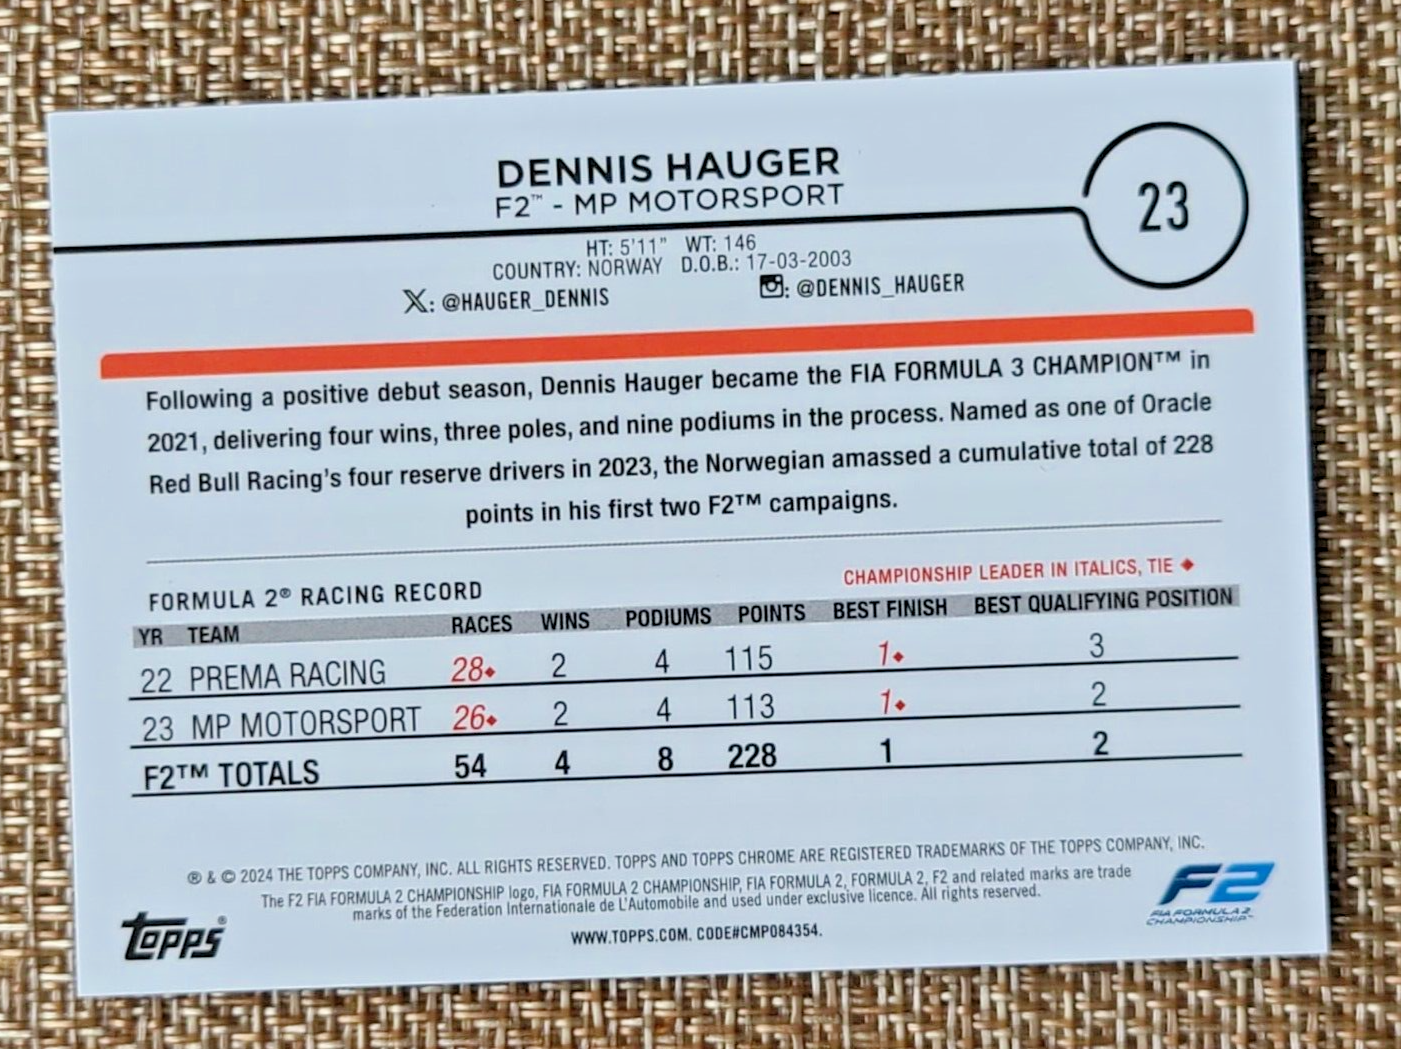 DENNIS HAUGER
F2™ - MP MOTORSPORT
23
HT: 5'11" WT: 146
COUNTRY: NORWAY D.O.B.: 17-03-2003
X: @HAUGER_DENNIS : @DENNIS_HAUGER
Following a positive debut season, Dennis Hauger became the FIA FORMULA 3 CHAMPION™ in
2021, delivering four wins, three poles, and nine podiums in the process. Named as one of Oracle
Red Bull Racing's four reserve drivers in 2023, the Norwegian amassed a cumulative total of 228
points in his first two F2™ campaigns.
FORMULA 2® RACING RECORD
CHAMPIONSHIP LEADER IN ITALICS, TIE ♦
YR TEAM RACES WINS PODIUMS POINTS BEST FINISH BEST QUALIFYING POSITION
22 PREMA RACING 28♦ 2 4 115 1♦ 3
23 MP MOTORSPORT 26♦ 2 4 113 1♦ 2
F2™ TOTALS 54 4 8 228 1 2
® & © 2024 THE TOPPS COMPANY, INC. ALL RIGHTS RESERVED. TOPPS AND TOPPS CHROME ARE REGISTERED TRADEMARKS OF THE TOPPS COMPANY, INC.
The F2 FIA FORMULA 2 CHAMPIONSHIP logo, FIA FORMULA 2 CHAMPIONSHIP, FIA FORMULA 2, FORMULA 2, F2 and related marks are trade
marks of the Federation Internationale de L'Automobile and used under exclusive licence. All rights reserved.
WWW.TOPPS.COM. CODE#CMP084354.
topps®
F2
FIA FORMULA 2
CHAMPIONSHIP™